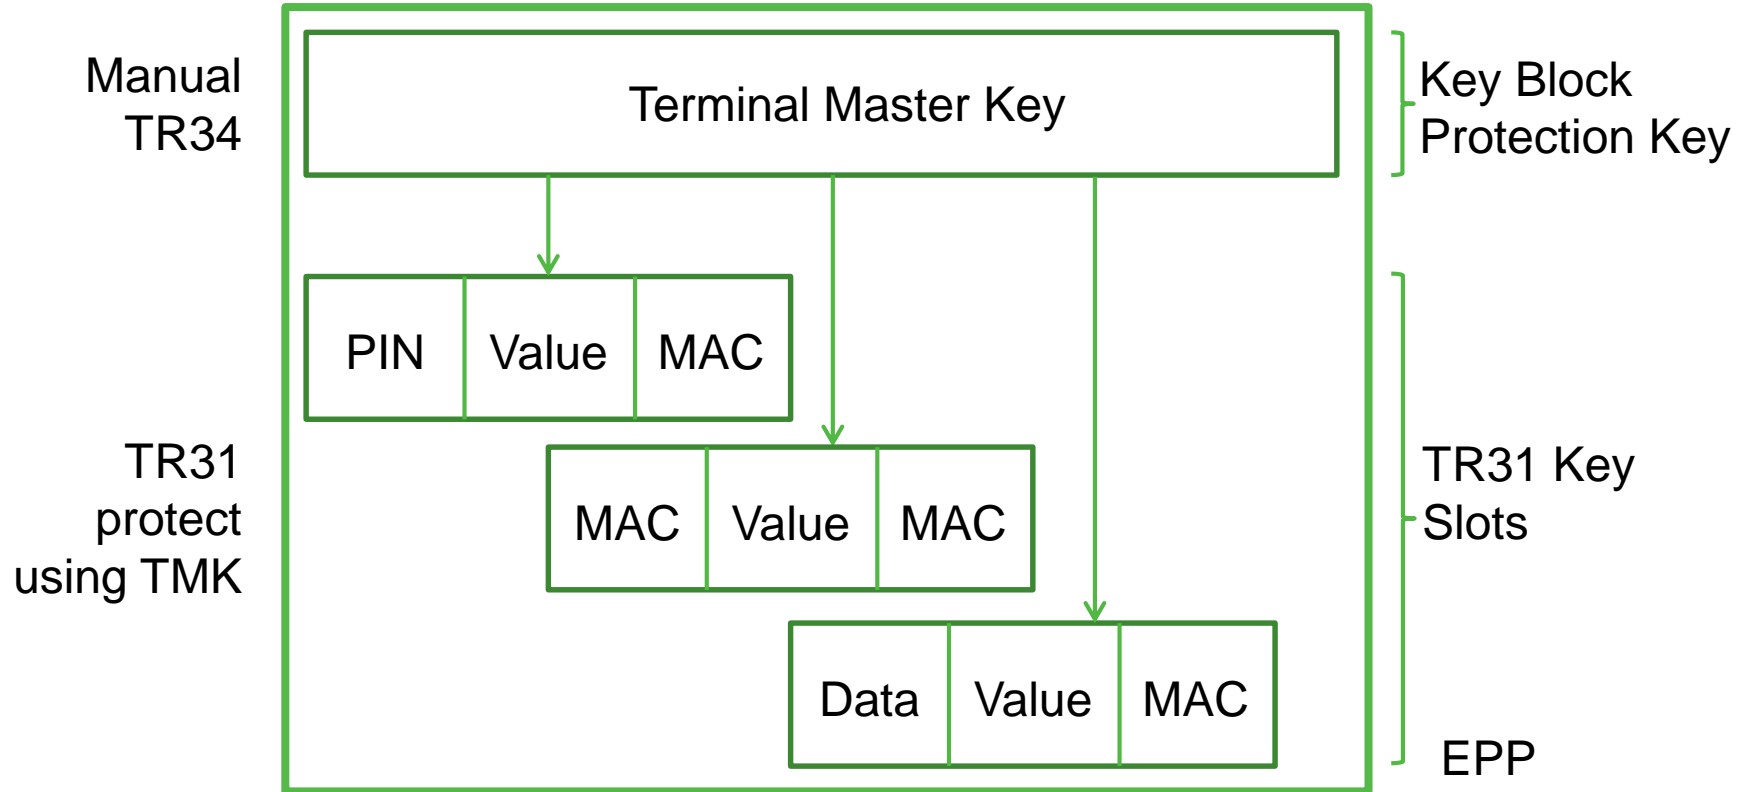 Manual
TR34
Terminal Master Key
Key Block
Protection Key
PIN Value MAC
TR31
protect
using TMK
MAC Value MAC
TR31 Key
Slots
Data Value MAC
EPP